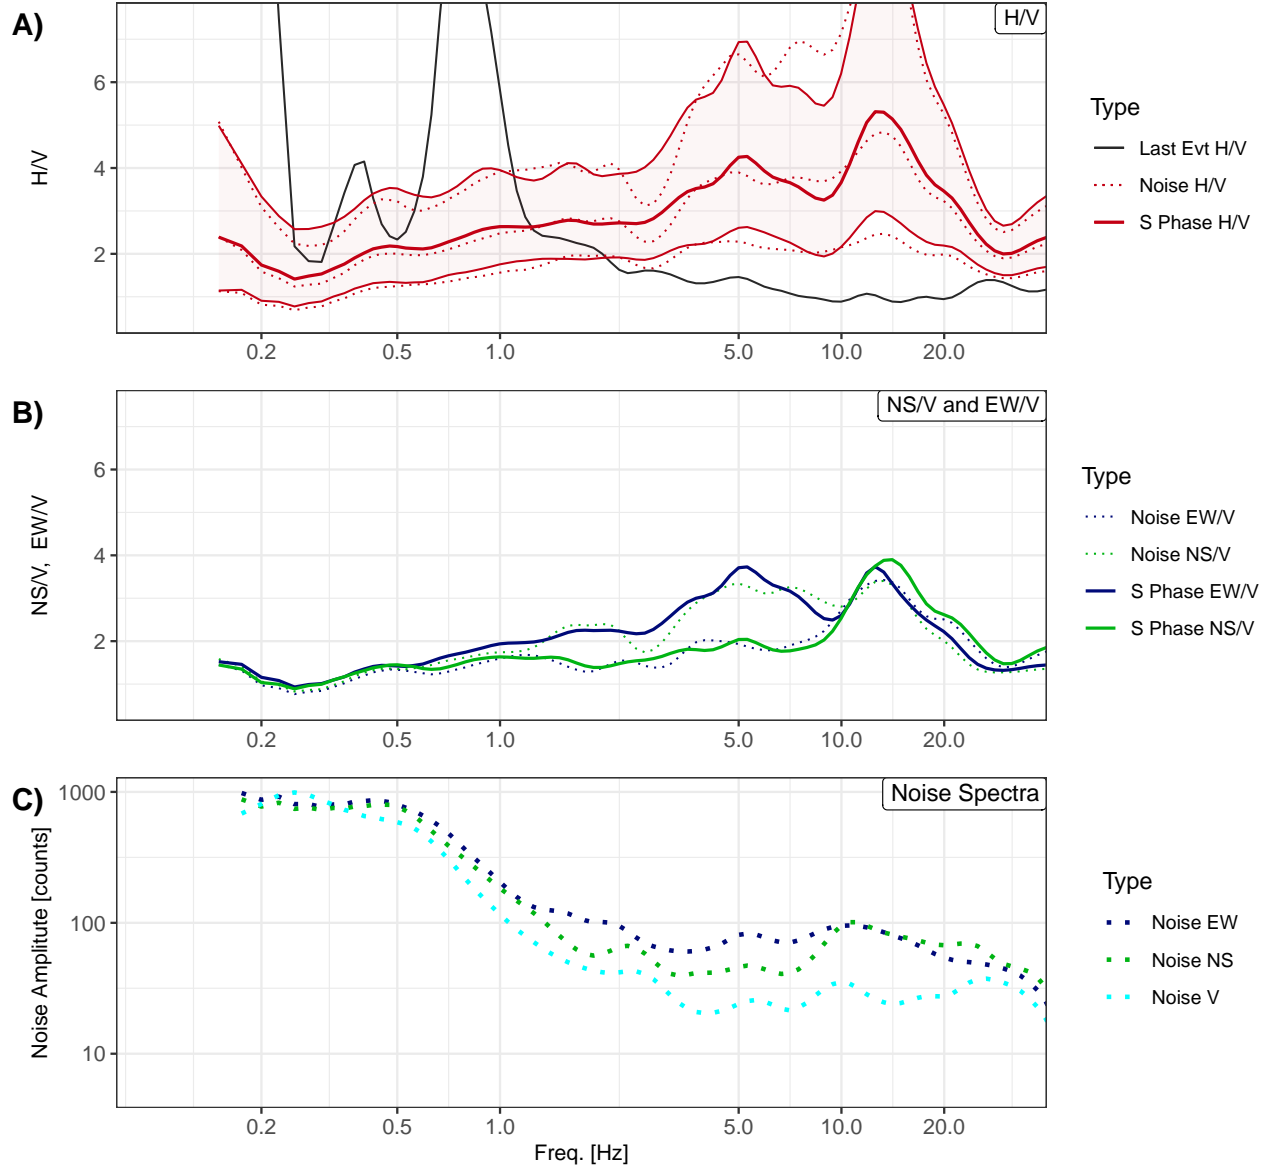 A)
H/V
H/V
6
4
2
0.2 0.5 1.0 5.0 10.0 20.0
Type
Last Evt H/V
Noise H/V
S Phase H/V
B)
NS/V and EW/V
NS/V,  EW/V
6
4
2
0.2 0.5 1.0 5.0 10.0 20.0
Type
Noise EW/V
Noise NS/V
S Phase EW/V
S Phase NS/V
C)
Noise Spectra
Noise Amplitude [counts]
1000
100
10
0.2 0.5 1.0 5.0 10.0 20.0
Freq. [Hz]
Type
Noise EW
Noise NS
Noise V